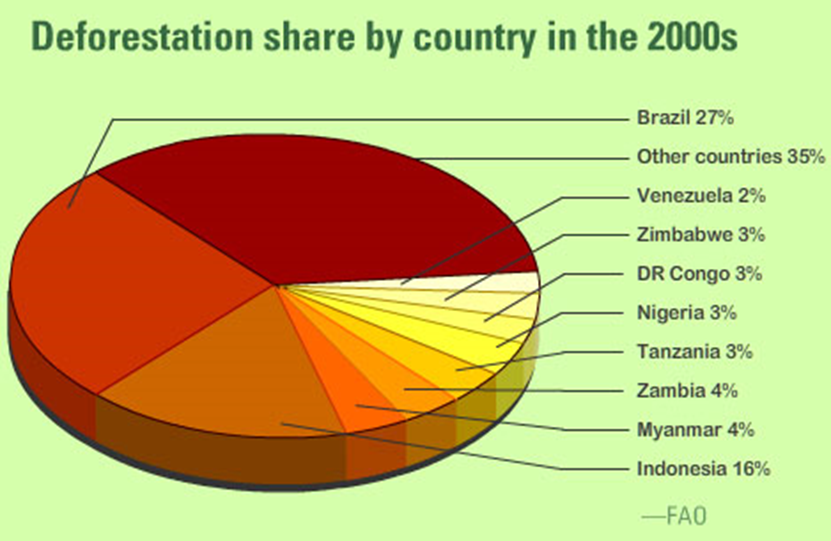 Deforestation share by country in the 2000s
Brazil 27%
Other countries 35%
Venezuela 2%
Zimbabwe 3%
DR Congo 3%
Nigeria 3%
Tanzania 3%
Zambia 4%
Myanmar 4%
Indonesia 16%
—FAO